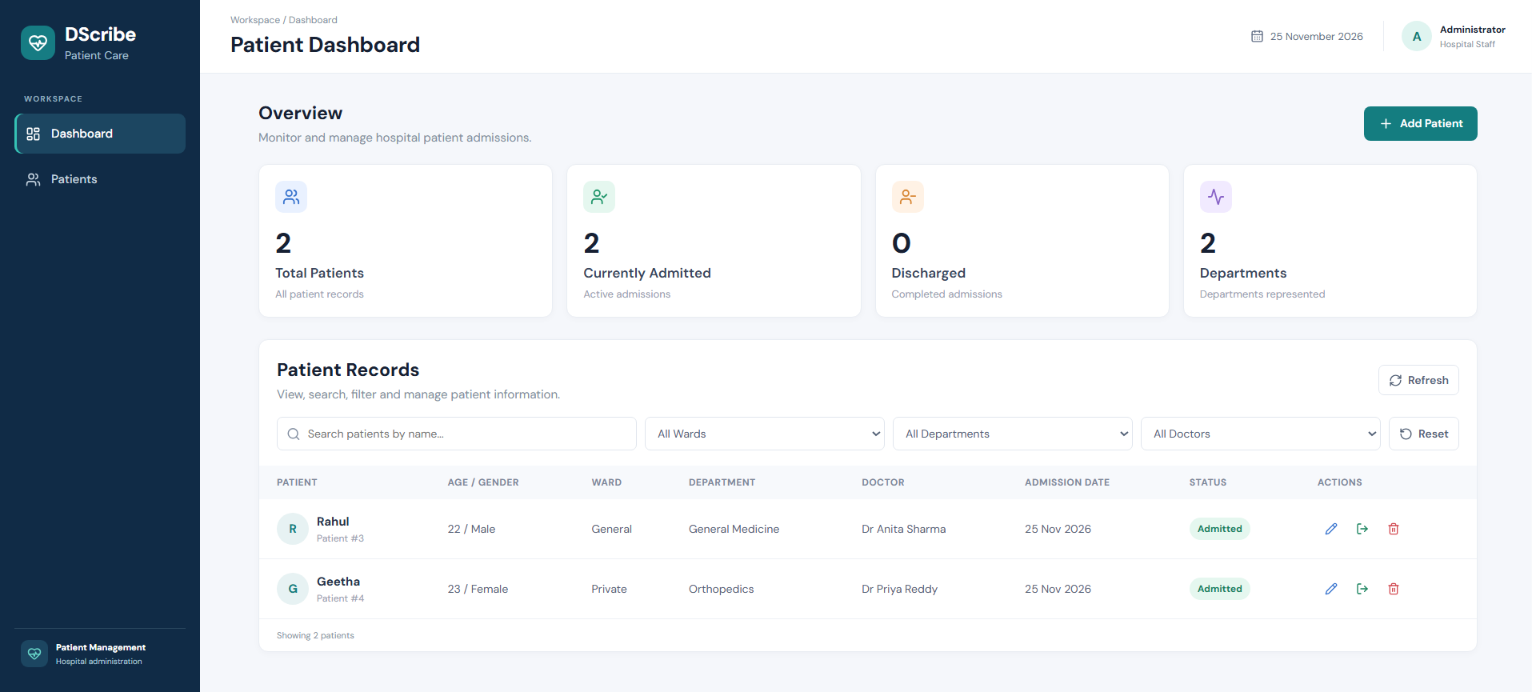 DScribe
Patient Care
WORKSPACE
Dashboard
Patients
Patient Management
Hospital administration
Workspace / Dashboard
Patient Dashboard
25 November 2026
A
Administrator
Hospital Staff
Overview
Monitor and manage hospital patient admissions.
+ Add Patient
2
Total Patients
All patient records
2
Currently Admitted
Active admissions
0
Discharged
Completed admissions
2
Departments
Departments represented
Patient Records
View, search, filter and manage patient information.
Refresh
Search patients by name...
All Wards
All Departments
All Doctors
Reset
PATIENT AGE / GENDER WARD DEPARTMENT DOCTOR ADMISSION DATE STATUS ACTIONS
R Rahul 22 / Male General General Medicine Dr Anita Sharma 25 Nov 2026 Admitted
Patient #3
G Geetha 23 / Female Private Orthopedics Dr Priya Reddy 25 Nov 2026 Admitted
Patient #4
Showing 2 patients